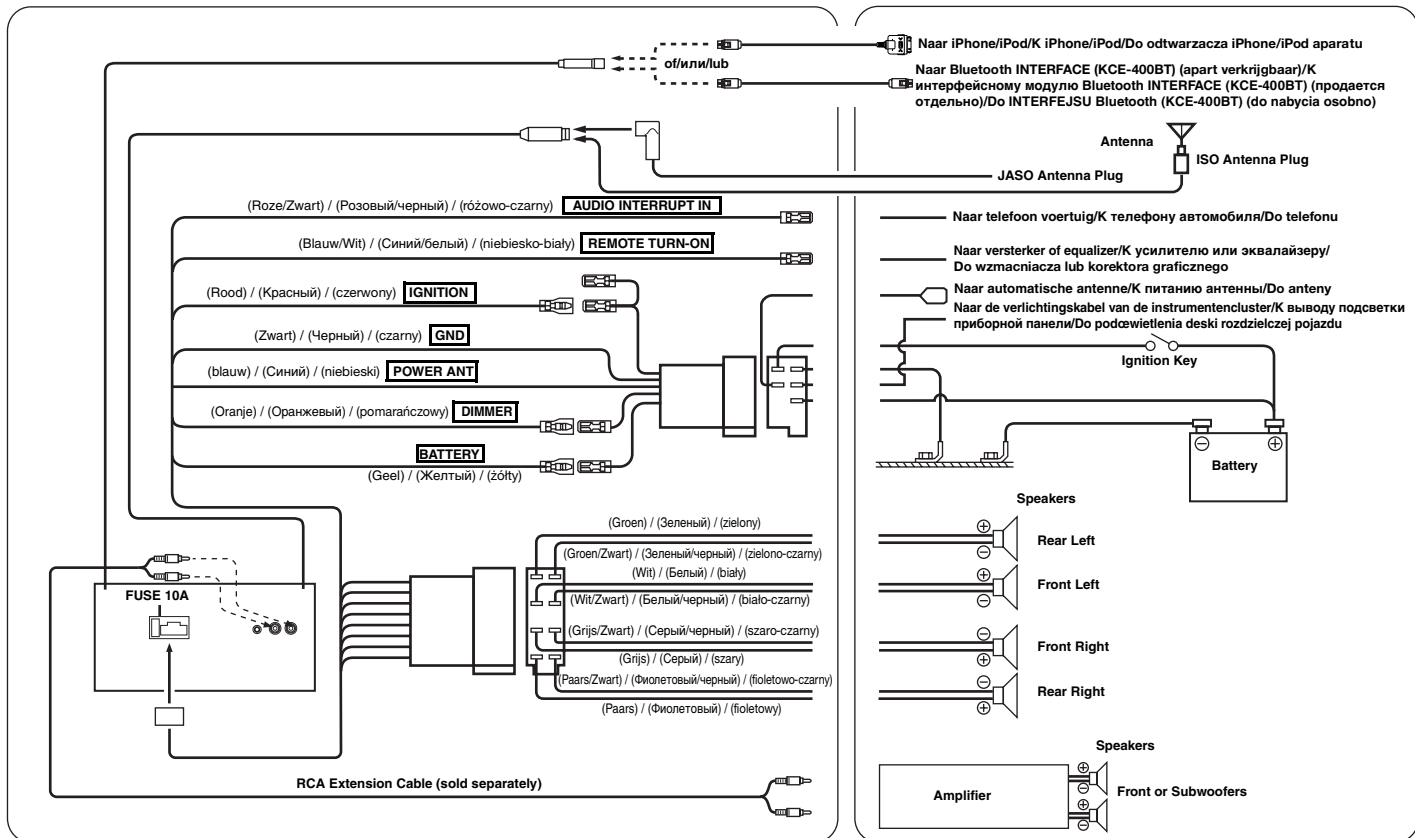 Naar iPhone/iPod/К iPhone/iPod/Do odtwarzacza iPhone/iPod aparatu
of/или/lub
Naar Bluetooth INTERFACE (KCE-400BT) (apart verkrijgbaar)/К
интерфейсному модулю Bluetooth INTERFACE (KCE-400BT) (продается
отдельно)/Do INTERFEJSU Bluetooth (KCE-400BT) (do nabycia osobno)
Antenna
ISO Antenna Plug
JASO Antenna Plug
(Roze/Zwart) / (Розовый/черный) / (różowo-czarny) AUDIO INTERRUPT IN
Naar telefoon voertuig/К телефону автомобиля/Do telefonu
(Blauw/Wit) / (Синий/белый) / (niebiesko-biały) REMOTE TURN-ON
Naar versterker of equalizer/К усилителю или эквалайзеру/
Do wzmacniacza lub korektora graficznego
(Rood) / (Красный) / (czerwony) IGNITION
Naar automatische antenne/К питанию антенны/Do anteny
Naar de verlichtingskabel van de instrumentencluster/К выводу подсветки
приборной панели/Do podœwietlenia deski rozdzielczej pojazdu
(Zwart) / (Черный) / (czarny) GND
Ignition Key
(blauw) / (Синий) / (niebieski) POWER ANT
(Oranje) / (Оранжевый) / (pomarańczowy) DIMMER
BATTERY
(Geel) / (Желтый) / (żółty)
⊖ ⊕
Battery
Speakers
(Groen) / (Зеленый) / (zielony)
⊕
Rear Left
⊖
(Groen/Zwart) / (Зеленый/черный) / (zielono-czarny)
(Wit) / (Белый) / (biały)
⊕
Front Left
⊖
(Wit/Zwart) / (Белый/черный) / (biało-czarny)
FUSE 10A
(Grijs/Zwart) / (Серый/черный) / (szaro-czarny)
⊖
Front Right
⊕
(Grijs) / (Серый) / (szary)
(Paars/Zwart) / (Фиолетовый/черный) / (fioletowo-czarny)
⊖
Rear Right
⊕
(Paars) / (Фиолетовый) / (fioletowy)
RCA Extension Cable (sold separately)
Speakers
Amplifier
⊕
⊖
Front or Subwoofers
⊕
⊖